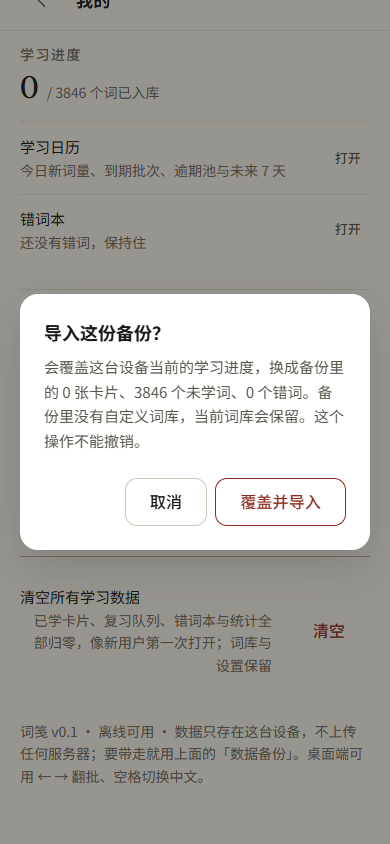 我的
学习进度
0 / 3846 个词已入库
学习日历
今日新词量、到期批次、逾期池与未来 7 天
打开
错词本
还没有错词，保持住
打开
导入这份备份？
会覆盖这台设备当前的学习进度，换成备份里
的 0 张卡片、3846 个未学词、0 个错词。备
份里没有自定义词库，当前词库会保留。这个
操作不能撤销。
取消
覆盖并导入
清空所有学习数据
已学卡片、复习队列、错词本与统计全
部归零，像新用户第一次打开；词库与
设置保留
清空
词笺 v0.1 · 离线可用 · 数据只存在这台设备，不上传
任何服务器；要带走就用上面的「数据备份」。桌面端可
用 ←→ 翻批、空格切换中文。